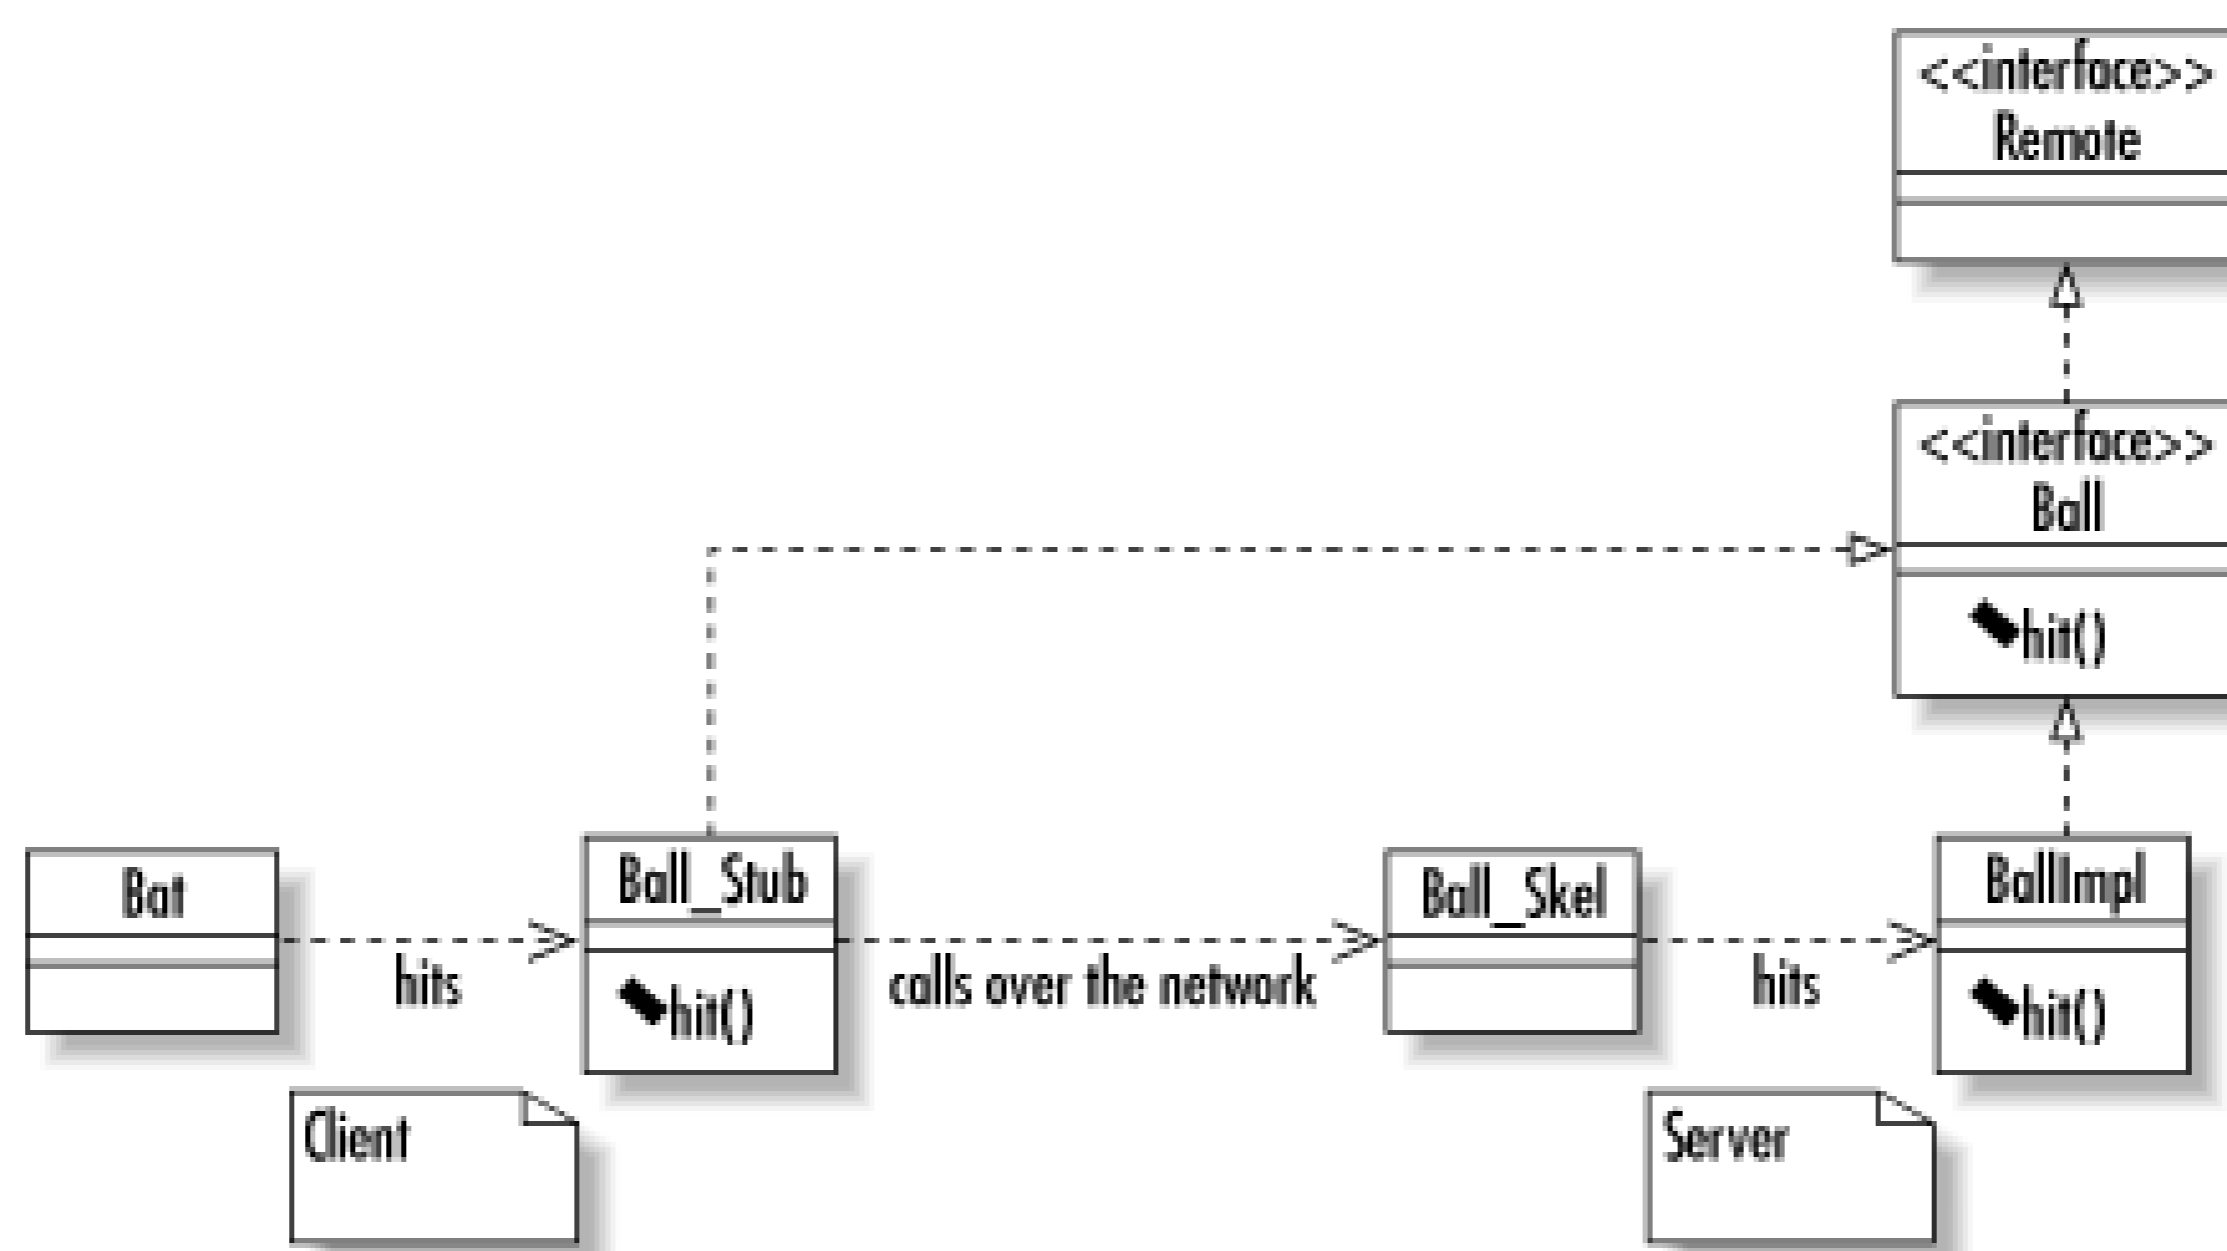 <<interface>>
Remote
<<interface>>
Ball
hit()
Bat
hits
Ball_Stub
hit()
calls over the network
Ball_Skel
hits
BallImpl
hit()
Client
Server